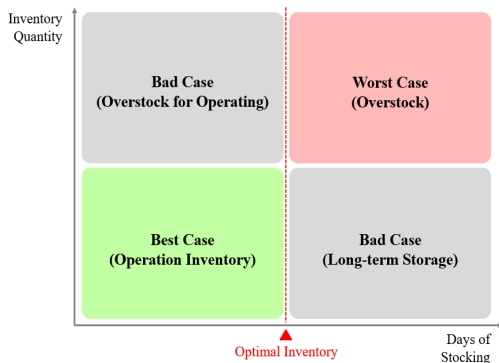 Inventory
Quantity
Bad Case
(Overstock for Operating)
Worst Case
(Overstock)
Best Case
(Operation Inventory)
Bad Case
(Long-term Storage)
Optimal Inventory
Days of
Stocking